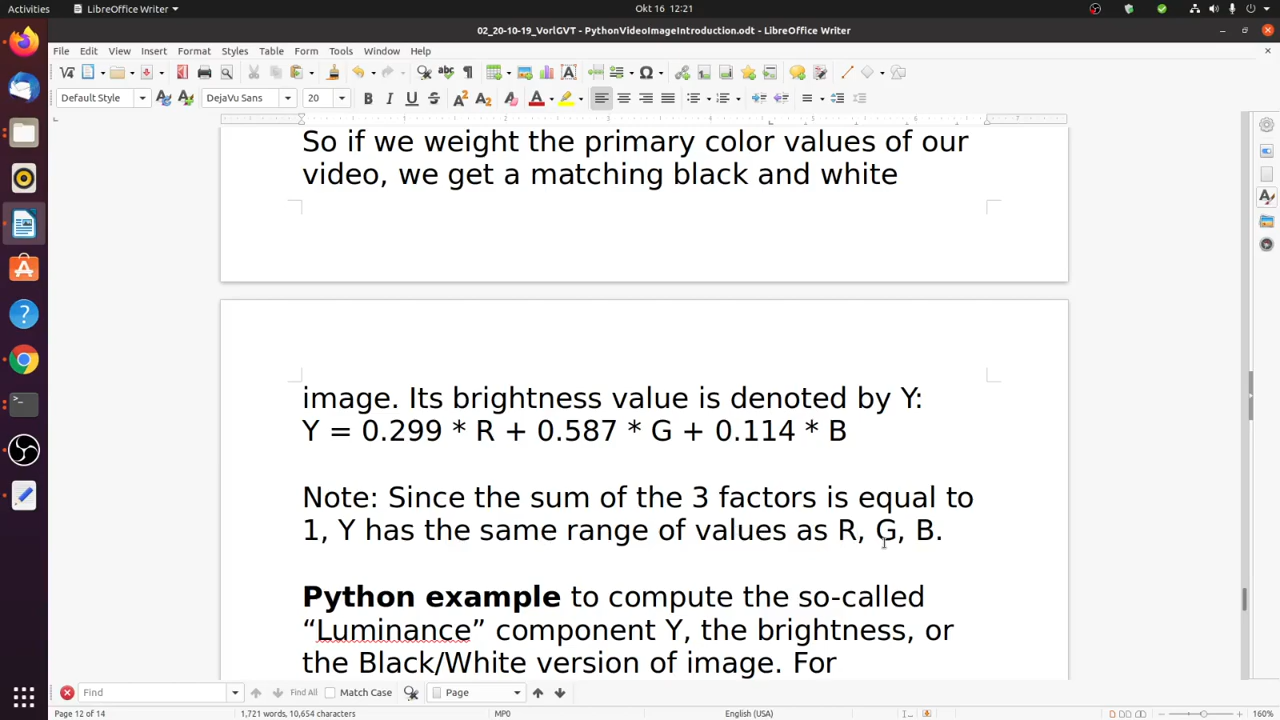 Activities
LibreOffice Writer
Okt 16 12:21
02_20-10-19_VorlGVT - PythonVideoImageIntroduction.odt - LibreOffice Writer
File Edit View Insert Format Styles Table Form Tools Window Help
Default Style
DejaVu Sans
20
So if we weight the primary color values of our
video, we get a matching black and white
image. Its brightness value is denoted by Y:
Y = 0.299 * R + 0.587 * G + 0.114 * B
Note: Since the sum of the 3 factors is equal to
1, Y has the same range of values as R, G, B.
Python example to compute the so-called
“Luminance” component Y, the brightness, or
the Black/White version of image. For
Find
Find All
Match Case
Page
Page 12 of 14
1,721 words, 10,654 characters
MP0
English (USA)
160%